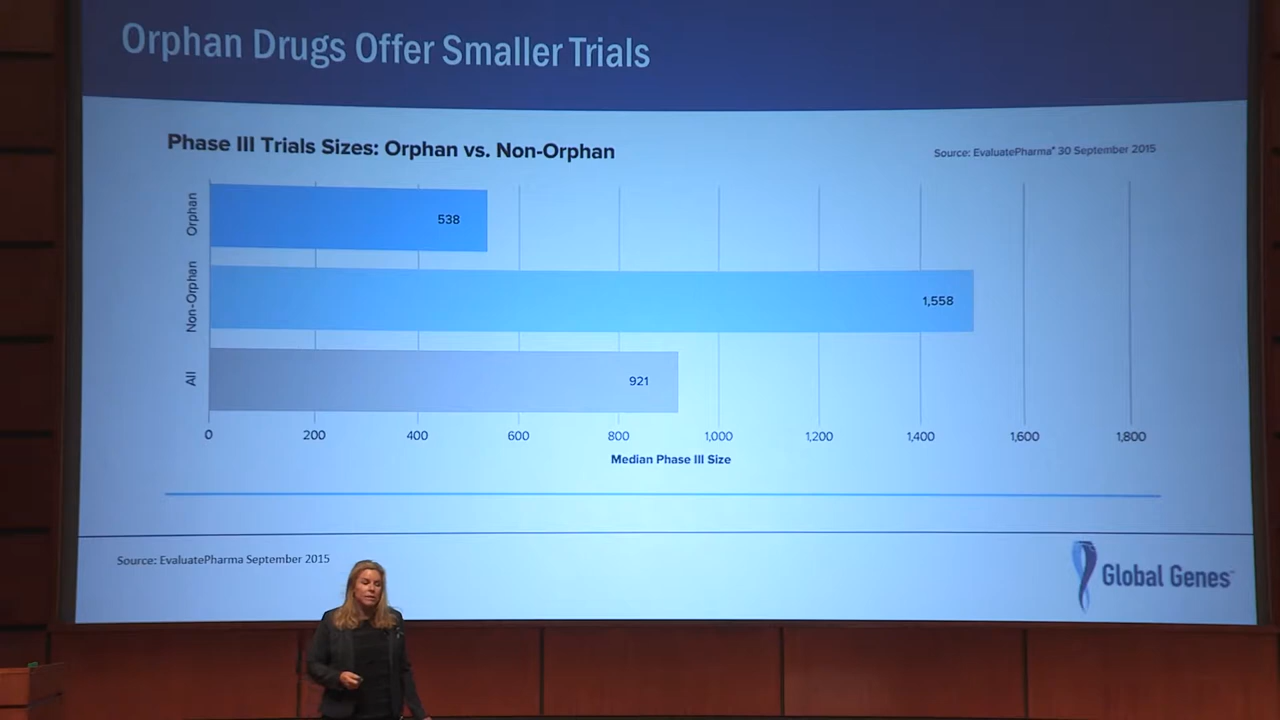 Orphan Drugs Offer Smaller Trials
Phase III Trials Sizes: Orphan vs. Non-Orphan
Source: EvaluatePharma® 30 September 2015
Orphan
538
Non-Orphan
1,558
All
921
0 200 400 600 800 1,000 1,200 1,400 1,600 1,800
Median Phase III Size
Source: EvaluatePharma September 2015
Global Genes™